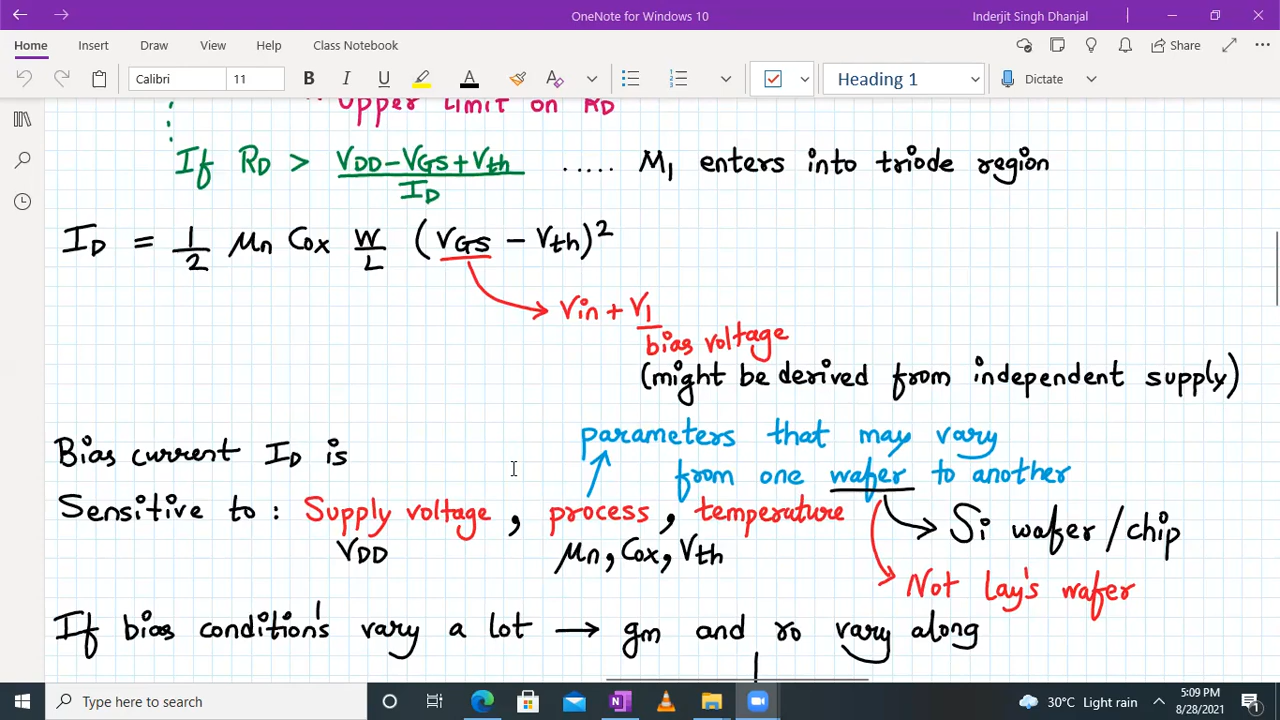 OneNote for Windows 10
Inderjit Singh Dhanjal
Home Insert Draw View Help Class Notebook
Share
Calibri 11 B I U A Heading 1 Dictate
Upper Limit on RD
If RD > VDD-VGS+Vth / ID ..... M1 enters into triode region
ID = 1/2 μn Cox W/L (VGS - Vth)2
Vin + V1
bias voltage
(might be derived from independent supply)
parameters that may vary
from one wafer to another
Bias current ID is
Sensitive to : Supply voltage , process , temperature
Si wafer / chip
VDD μn, Cox, Vth
Not lay's wafer
If bias condition's vary a lot → gm and ro vary along
Type here to search
30°C Light rain
5:09 PM
8/28/2021
1